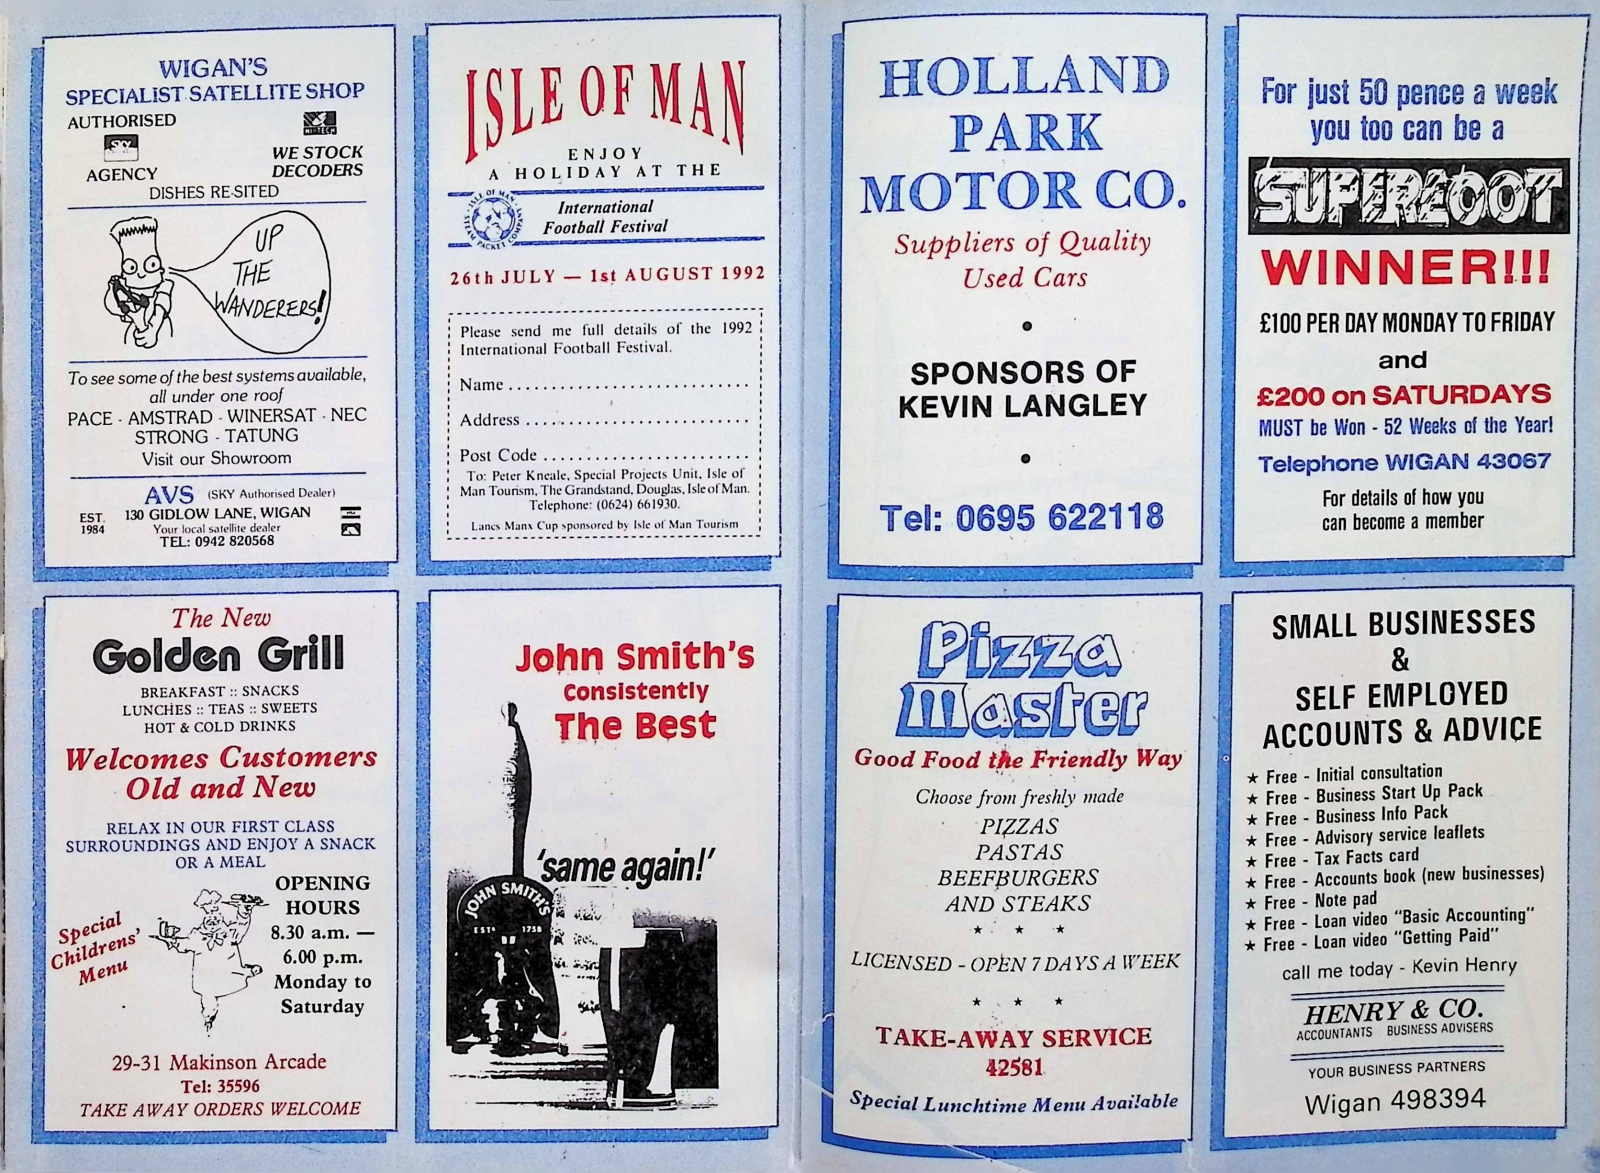 WIGAN'S
SPECIALIST SATELLITE SHOP
AUTHORISED
SKY
AGENCY
WE STOCK
DECODERS
DISHES RE-SITED
UP
THE
WANDERERS!
To see some of the best systems available,
all under one roof
PACE - AMSTRAD - WINERSAT - NEC
STRONG - TATUNG
Visit our Showroom
AVS (SKY Authorised Dealer)
EST.
1984
130 GIDLOW LANE, WIGAN
Your local satellite dealer
TEL: 0942 820568
ISLE OF MAN
ENJOY
A HOLIDAY AT THE
ISLE OF MAN
STEAM PACKET COMPANY
International
Football Festival
26th JULY — 1st AUGUST 1992
Please send me full details of the 1992
International Football Festival.
Name
Address
Post Code
To: Peter Kneale, Special Projects Unit, Isle of
Man Tourism, The Grandstand, Douglas, Isle of Man.
Telephone: (0624) 661930.
Lancs Manx Cup sponsored by Isle of Man Tourism
HOLLAND
PARK
MOTOR CO.
Suppliers of Quality
Used Cars
SPONSORS OF
KEVIN LANGLEY
Tel: 0695 622118
For just 50 pence a week
you too can be a
SUPERFOOT
WINNER!!!
£100 PER DAY MONDAY TO FRIDAY
and
£200 on SATURDAYS
MUST be Won - 52 Weeks of the Year!
Telephone WIGAN 43067
For details of how you
can become a member
The New
Golden Grill
BREAKFAST :: SNACKS
LUNCHES :: TEAS :: SWEETS
HOT & COLD DRINKS
Welcomes Customers
Old and New
RELAX IN OUR FIRST CLASS
SURROUNDINGS AND ENJOY A SNACK
OR A MEAL
Special
Childrens'
Menu
OPENING
HOURS
8.30 a.m. —
6.00 p.m.
Monday to
Saturday
29-31 Makinson Arcade
Tel: 35596
TAKE AWAY ORDERS WELCOME
John Smith's
Consistently
The Best
'same again!'
JOHN SMITH'S
ESTd 1758
Pizza
Master
Good Food the Friendly Way
Choose from freshly made
PIZZAS
PASTAS
BEEFBURGERS
AND STEAKS
* * *
LICENSED - OPEN 7 DAYS A WEEK
* * *
TAKE-AWAY SERVICE
42581
Special Lunchtime Menu Available
SMALL BUSINESSES
&
SELF EMPLOYED
ACCOUNTS & ADVICE
★ Free - Initial consultation
★ Free - Business Start Up Pack
★ Free - Business Info Pack
★ Free - Advisory service leaflets
★ Free - Tax Facts card
★ Free - Accounts book (new businesses)
★ Free - Note pad
★ Free - Loan video "Basic Accounting"
★ Free - Loan video "Getting Paid"
call me today - Kevin Henry
HENRY & CO.
ACCOUNTANTS BUSINESS ADVISERS
YOUR BUSINESS PARTNERS
Wigan 498394